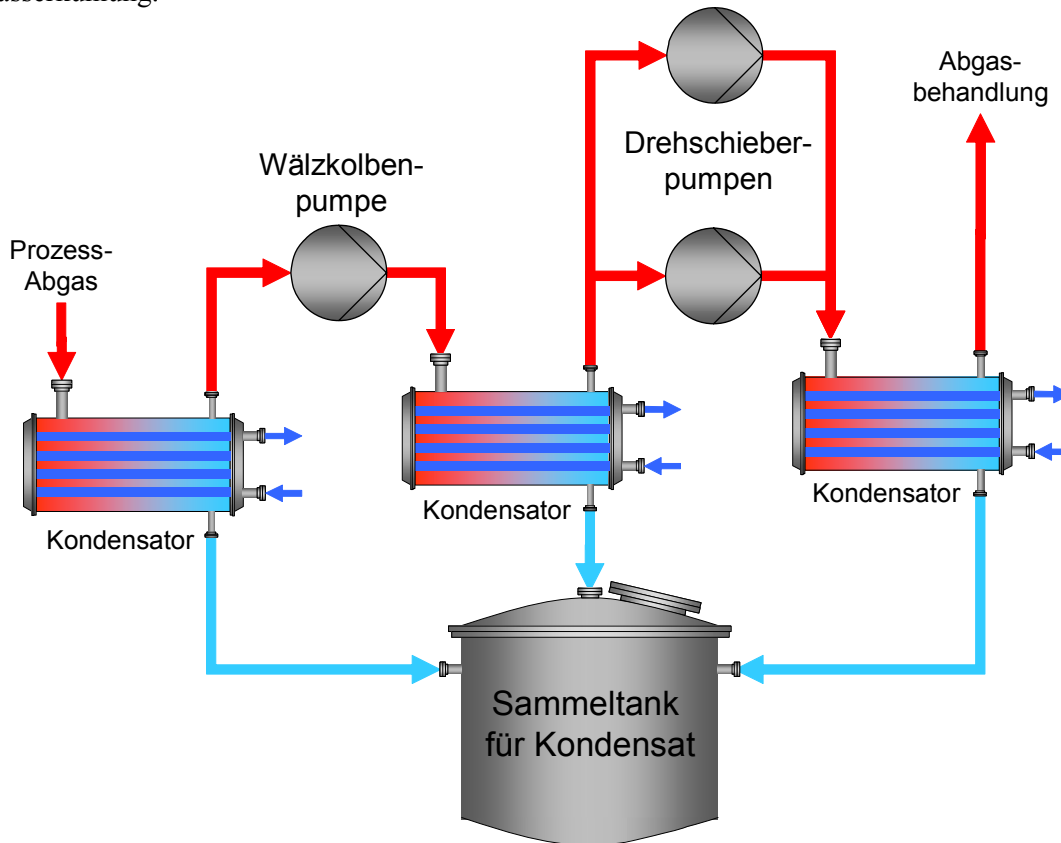 Abgas-
behandlung
Drehschieber-
pumpen
Wälzkolben-
pumpe
Prozess-
Abgas
Kondensator
Kondensator
Kondensator
Sammeltank
für Kondensat